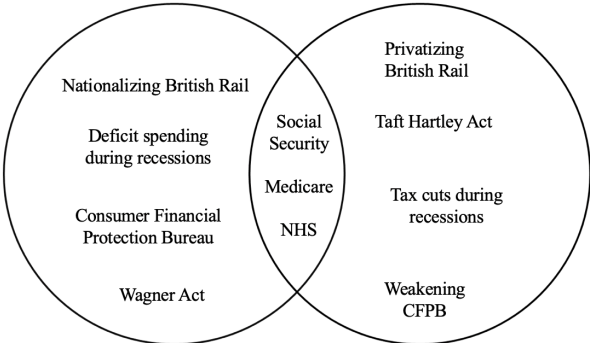 Nationalizing British Rail
Deficit spending
during recessions
Consumer Financial
Protection Bureau
Wagner Act
Social
Security
Medicare
NHS
Privatizing
British Rail
Taft Hartley Act
Tax cuts during
recessions
Weakening
CFPB